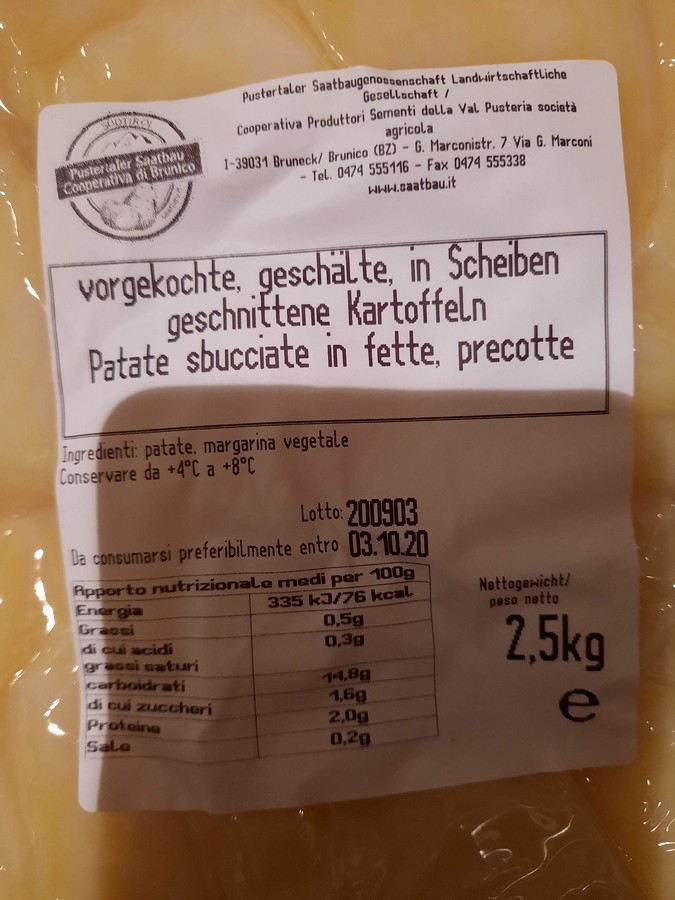 Pustertaler Saatbaugenossenschaft Landwirtschaftliche
Gesellschaft /
Cooperativa Produttori Sementi della Val Pusteria società
agricola
I-39031 Bruneck/ Brunico (BZ) - G. Marconistr. 7 Via G. Marconi
- Tel. 0474 555116 - Fax 0474 555338
www.saatbau.it
SÜDTIROL
Pustertaler Saatbau
Cooperativa di Brunico
vorgekochte, geschälte, in Scheiben
geschnittene Kartoffeln
Patate sbucciate in fette, precotte
Ingredienti: patate, margarina vegetale
Conservare da +4°C a +8°C
Lotto: 200903
Da consumarsi preferibilmente entro 03.10.20
Apporto nutrizionale medi per 100g
Energia 335 kJ/76 kcal
Grassi 0,5g
di cui acidi 0,3g
grassi saturi
carboidrati 14,8g
di cui zuccheri 1,6g
Proteine 2,0g
Sale 0,2g
Nettogewicht/
peso netto
2,5kg
e